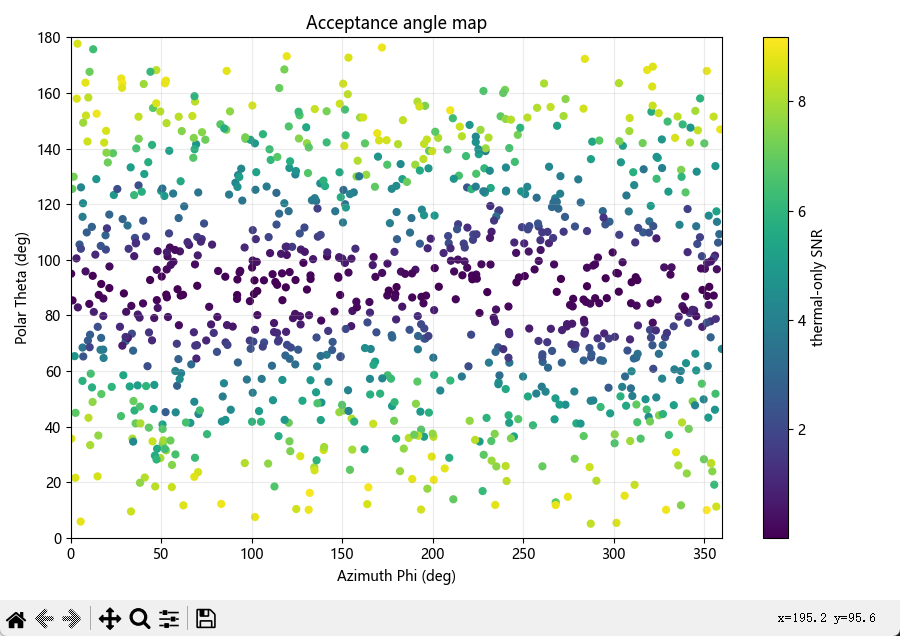 Acceptance angle map
180
160
140
120
100
80
60
40
20
0
Polar Theta (deg)
0 50 100 150 200 250 300 350
Azimuth Phi (deg)
8
6
4
2
thermal-only SNR
x=195.2 y=95.6